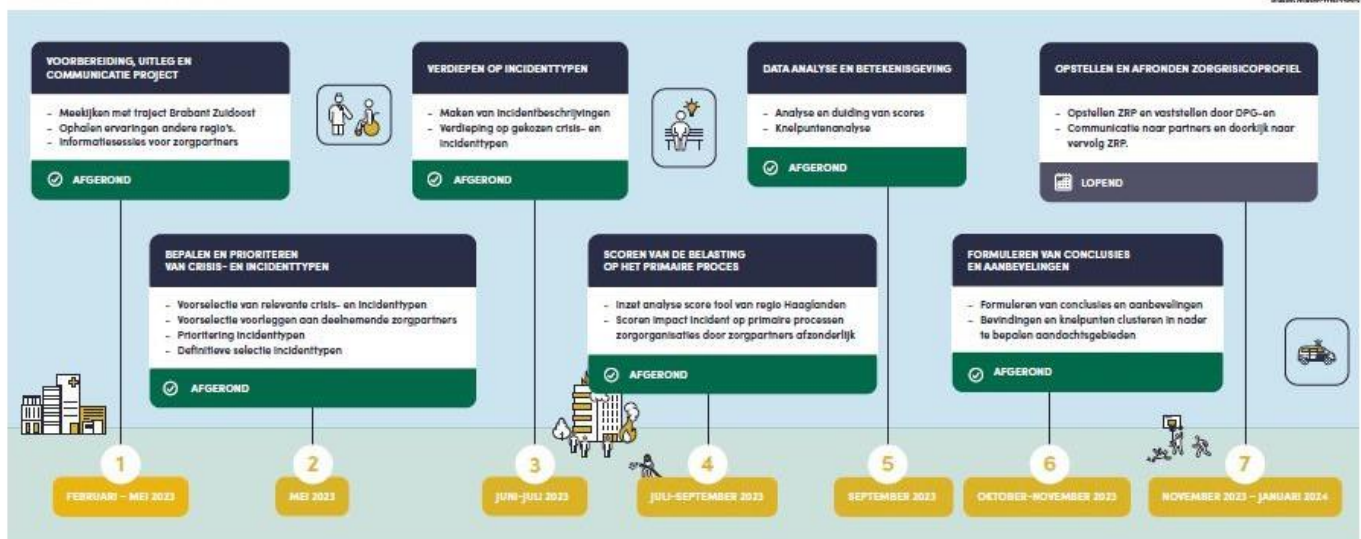 VOORBEREIDING, UITLEG EN
COMMUNICATIE PROJECT
- Meekijken met traject Brabant Zuidoost
- Ophalen ervaringen andere regio's.
- Informatiesessies voor zorgpartners
AFGEROND
1
FEBRUARI – MEI 2023
BEPALEN EN PRIORITEREN
VAN CRISIS- EN INCIDENTTYPEN
- Voorselectie van relevante crisis- en incidenttypen
- Voorselectie voorleggen aan deelnemende zorgpartners
- Prioritering incidenttypen
- Definitieve selectie incidenttypen
AFGEROND
2
MEI 2023
VERDIEPEN OP INCIDENTTYPEN
- Maken van incidentbeschrijvingen
- Verdieping op gekozen crisis- en
incidenttypen
AFGEROND
3
JUNI-JULI 2023
SCOREN VAN DE BELASTING
OP HET PRIMAIRE PROCES
- Inzet analyse score tool van regio Haaglanden
- Scoren impact incident op primaire processen
zorgorganisaties door zorgpartners afzonderlijk
AFGEROND
4
JULI-SEPTEMBER 2023
DATA ANALYSE EN BETEKENISGEVING
- Analyse en duiding van scores
- Knelpuntenanalyse
AFGEROND
5
SEPTEMBER 2023
FORMULEREN VAN CONCLUSIES
EN AANBEVELINGEN
- Formuleren van conclusies en aanbevelingen
- Bevindingen en knelpunten clusteren in nader
te bepalen aandachtsgebieden
AFGEROND
6
OKTOBER-NOVEMBER 2023
OPSTELLEN EN AFRONDEN ZORGRISICOPROFIEL
- Opstellen ZRP en vaststellen door DPG-en
- Communicatie naar partners en doorkijk naar
vervolg ZRP.
LOPEND
7
NOVEMBER 2023 – JANUARI 2024